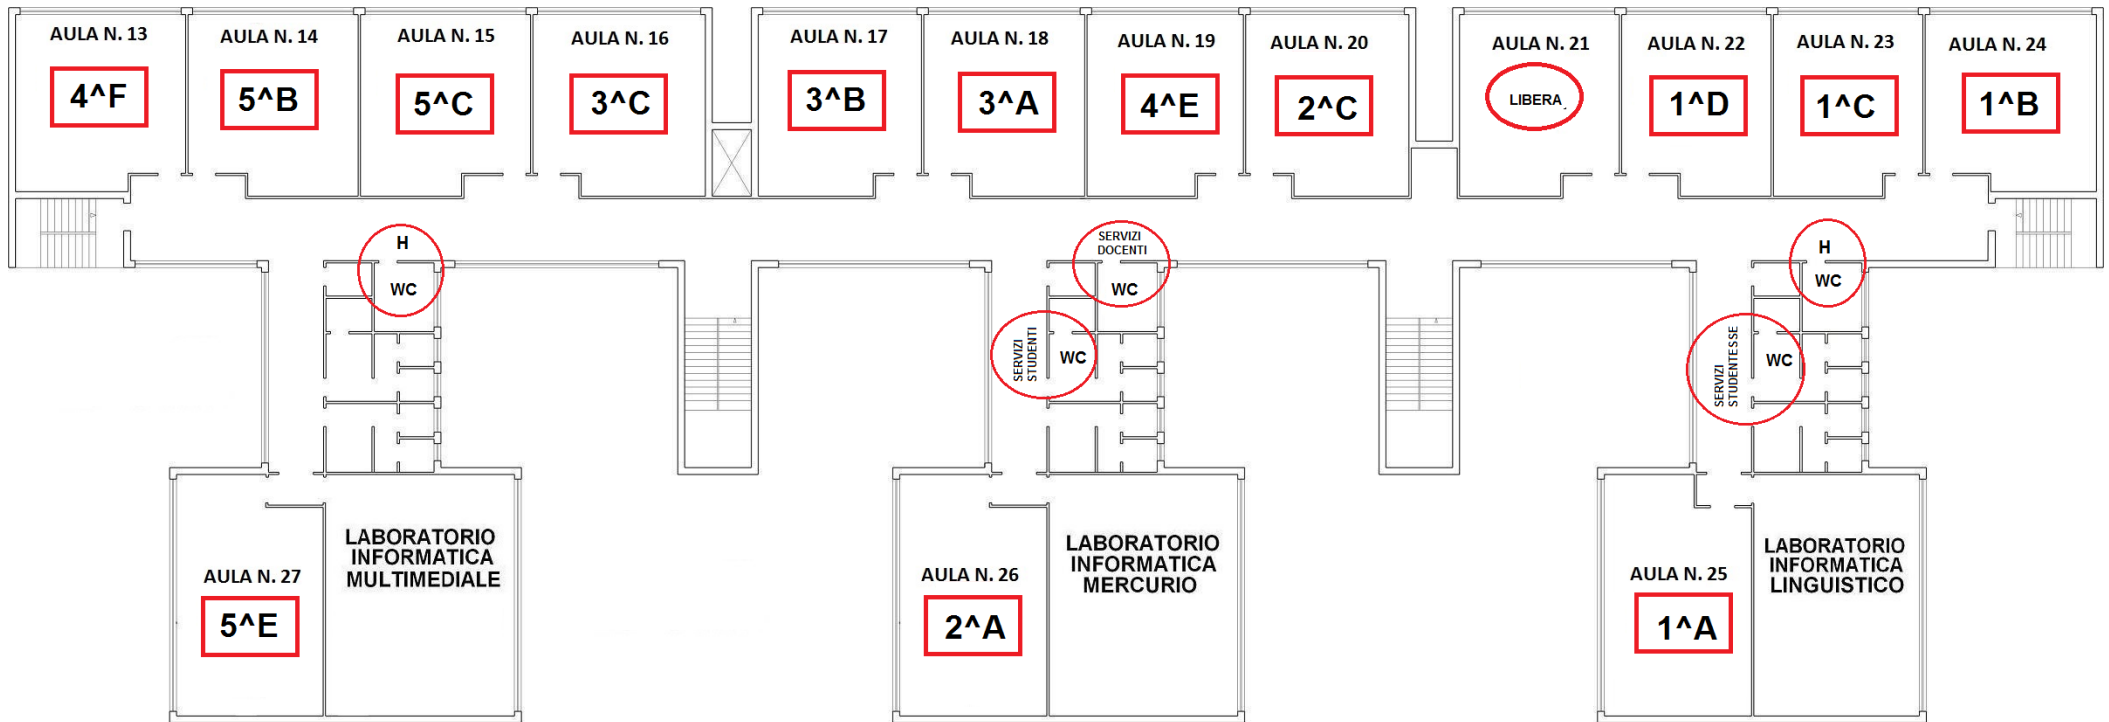 AULA N. 13
4^F
AULA N. 14
5^B
AULA N. 15
5^C
AULA N. 16
3^C
AULA N. 17
3^B
AULA N. 18
3^A
AULA N. 19
4^E
AULA N. 20
2^C
AULA N. 21
LIBERA
AULA N. 22
1^D
AULA N. 23
1^C
AULA N. 24
1^B
H
WC
SERVIZI
DOCENTI
WC
SERVIZI
STUDENTI
WC
H
WC
SERVIZI
STUDENTESSE
WC
AULA N. 27
5^E
LABORATORIO
INFORMATICA
MULTIMEDIALE
AULA N. 26
2^A
LABORATORIO
INFORMATICA
MERCURIO
AULA N. 25
1^A
LABORATORIO
INFORMATICA
LINGUISTICO